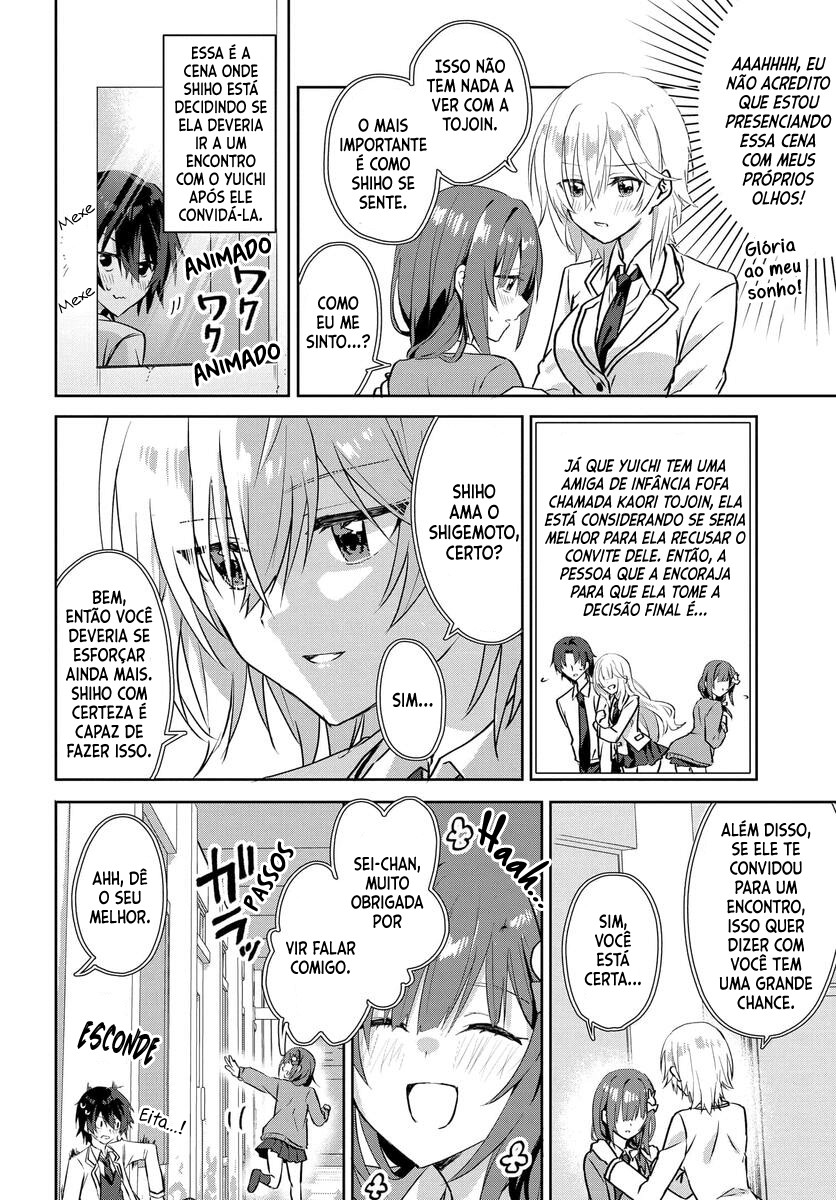 AAAHHHH, EU
NÃO ACREDITO
QUE ESTOU
PRESENCIANDO
ESSA CENA
COM MEUS
PRÓPRIOS
OLHOS!
Glória
ao meu
sonho!
ISSO NÃO
TEM NADA A
VER COM A
TOJOIN.
O MAIS
IMPORTANTE
É COMO
SHIHO SE
SENTE.
COMO
EU ME
SINTO...?
ESSA É A
CENA ONDE
SHIHO ESTÁ
DECIDINDO SE
ELA DEVERIA
IR A UM
ENCONTRO
COM O YUICHI
APÓS ELE
CONVIDÁ-LA.
ANIMADO
ワク
ワク
ANIMADO
Mexe
Mexe
JÁ QUE YUICHI TEM UMA
AMIGA DE INFÂNCIA FOFA
CHAMADA KAORI TOJOIN, ELA
ESTÁ CONSIDERANDO SE SERIA
MELHOR PARA ELA RECUSAR O
CONVITE DELE. ENTÃO, A
PESSOA QUE A ENCORAJA
PARA QUE ELA TOME A
DECISÃO FINAL É...
SHIHO
AMA O
SHIGEMOTO,
CERTO?
SIM...
BEM,
ENTÃO VOCÊ
DEVERIA SE
ESFORÇAR
AINDA MAIS.
SHIHO COM
CERTEZA É
CAPAZ DE
FAZER ISSO.
ALÉM DISSO,
SE ELE TE
CONVIDOU
PARA UM
ENCONTRO,
ISSO QUER
DIZER COM
VOCÊ TEM
UMA GRANDE
CHANCE.
SIM,
VOCÊ
ESTÁ
CERTA...
Haah...
SEI-CHAN,
MUITO
OBRIGADA
POR
VIR FALAR
COMIGO.
PASSOS
ガラッ
AHH, DÊ
O SEU
MELHOR.
ESCONDE
Eita...!